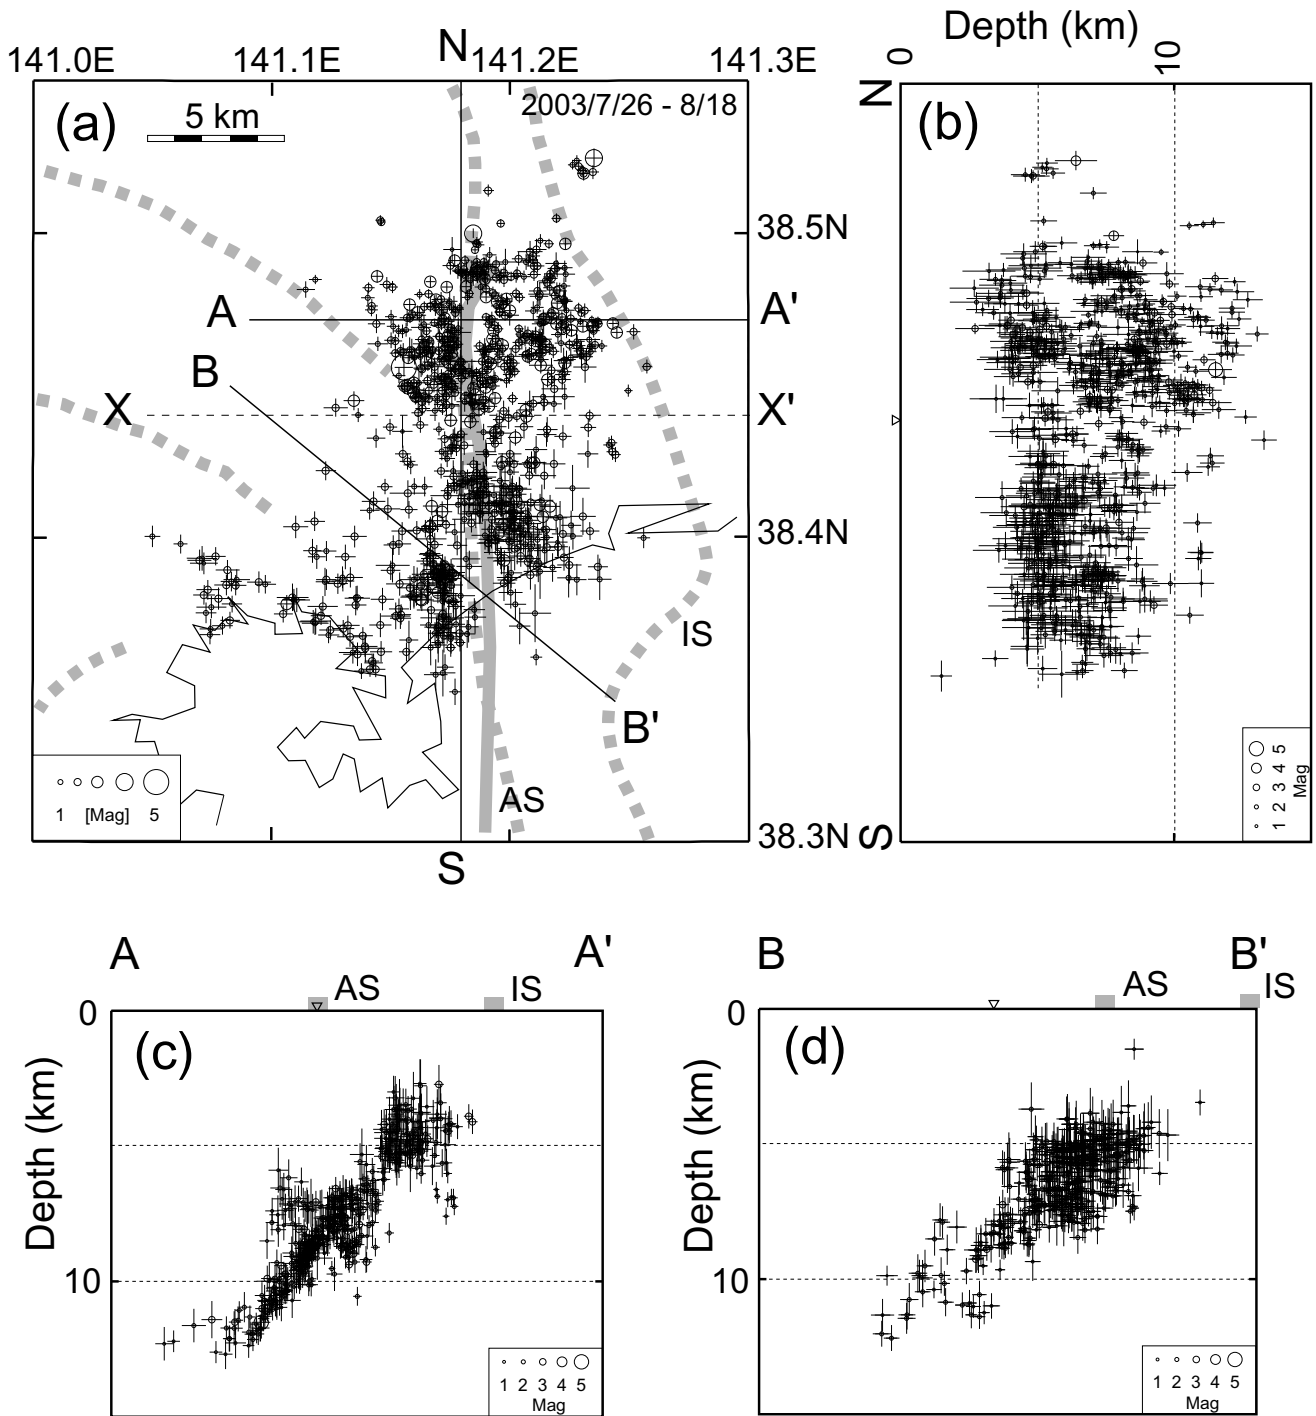 Depth (km)
N
141.0E 141.1E 141.2E 141.3E
0 10
(a) 2003/7/26 - 8/18
5 km
N
(b)
38.5N
A A'
B
X X'
38.4N
IS
B'
AS
1 [Mag] 5
38.3N
S
S
1 2 3 4 5
Mag
A A'
AS IS
0
(c)
Depth (km)
10
1 2 3 4 5
Mag
B B'
AS IS
0
(d)
Depth (km)
10
1 2 3 4 5
Mag